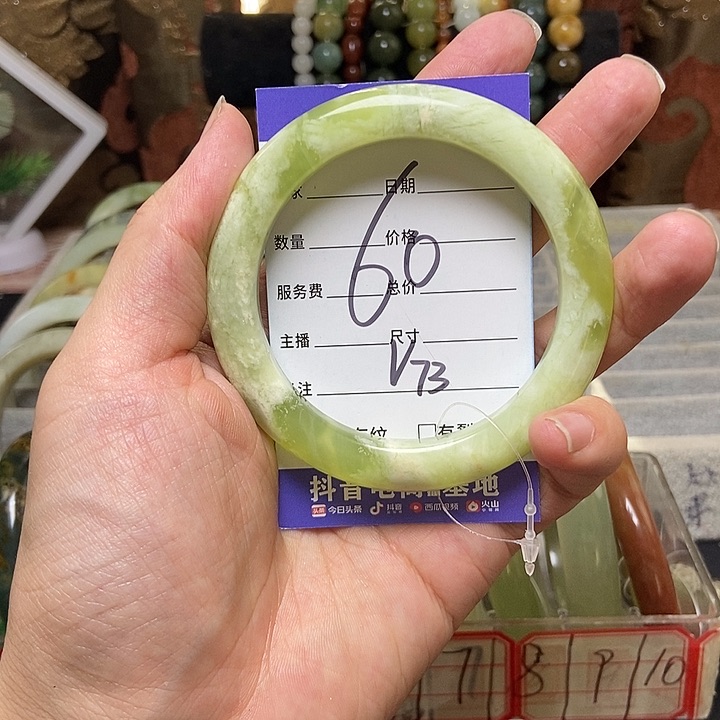 家 日期
数量 价格
60
服务费 总价
主播 尺寸
V73
注
纹 有裂
抖音电商基地
头条 今日头条 抖音 西瓜视频 火山
7 8 9 10